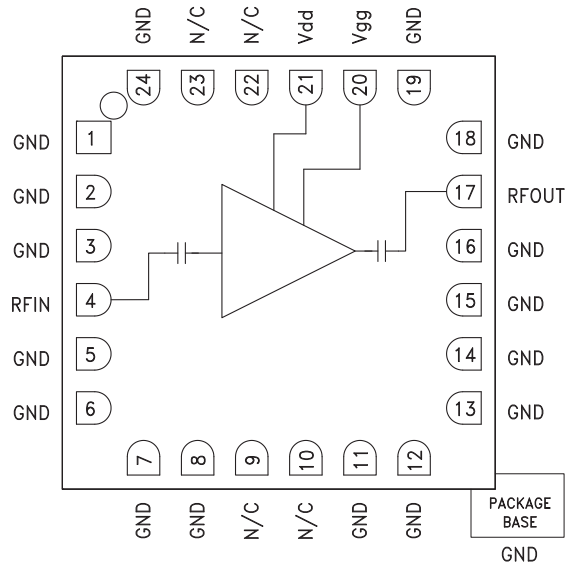 GND
N/C
N/C
Vdd
Vgg
GND
24
23
22
21
20
19
GND 1
GND 2
GND 3
RFIN 4
GND 5
GND 6
18 GND
17 RFOUT
16 GND
15 GND
14 GND
13 GND
7
8
9
10
11
12
GND
GND
N/C
N/C
GND
GND
PACKAGE
BASE
GND